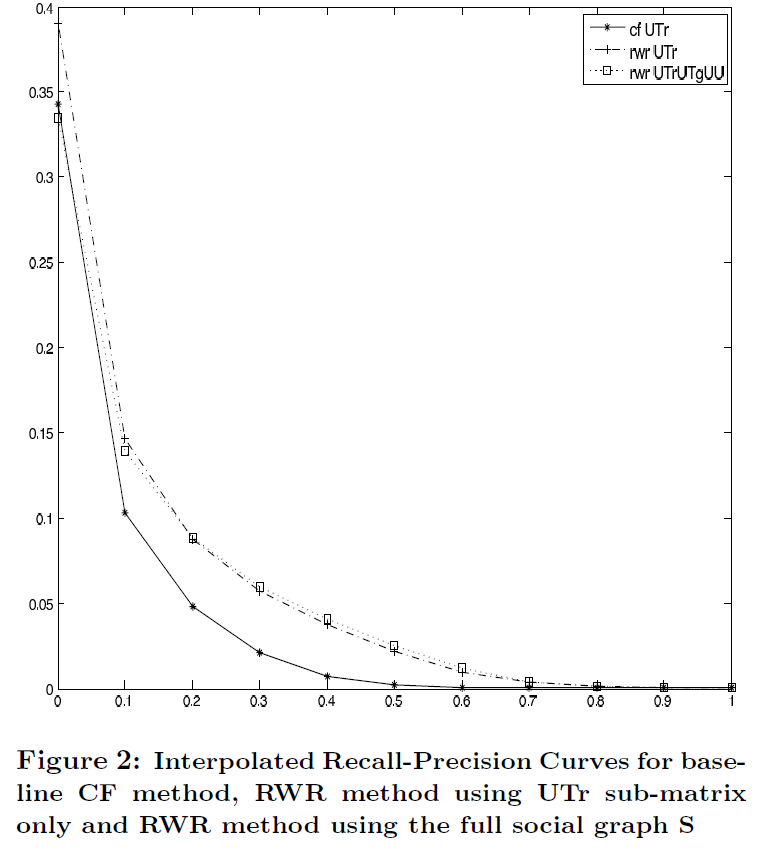 0.4
cf UTr
rwr UTr
rwr UTrUTgUU
0.35
0.3
0.25
0.2
0.15
0.1
0.05
0
0 0.1 0.2 0.3 0.4 0.5 0.6 0.7 0.8 0.9 1
Figure 2: Interpolated Recall-Precision Curves for base-
line CF method, RWR method using UTr sub-matrix
only and RWR method using the full social graph S